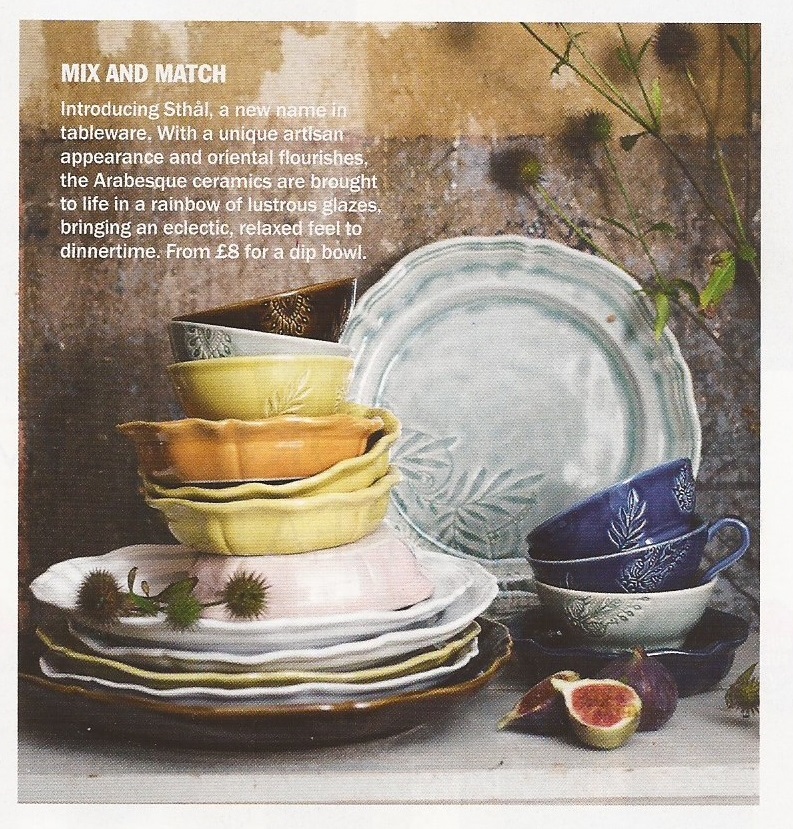 MIX AND MATCH
Introducing Sthål, a new name in
tableware. With a unique artisan
appearance and oriental flourishes,
the Arabesque ceramics are brought
to life in a rainbow of lustrous glazes,
bringing an eclectic, relaxed feel to
dinnertime. From £8 for a dip bowl.